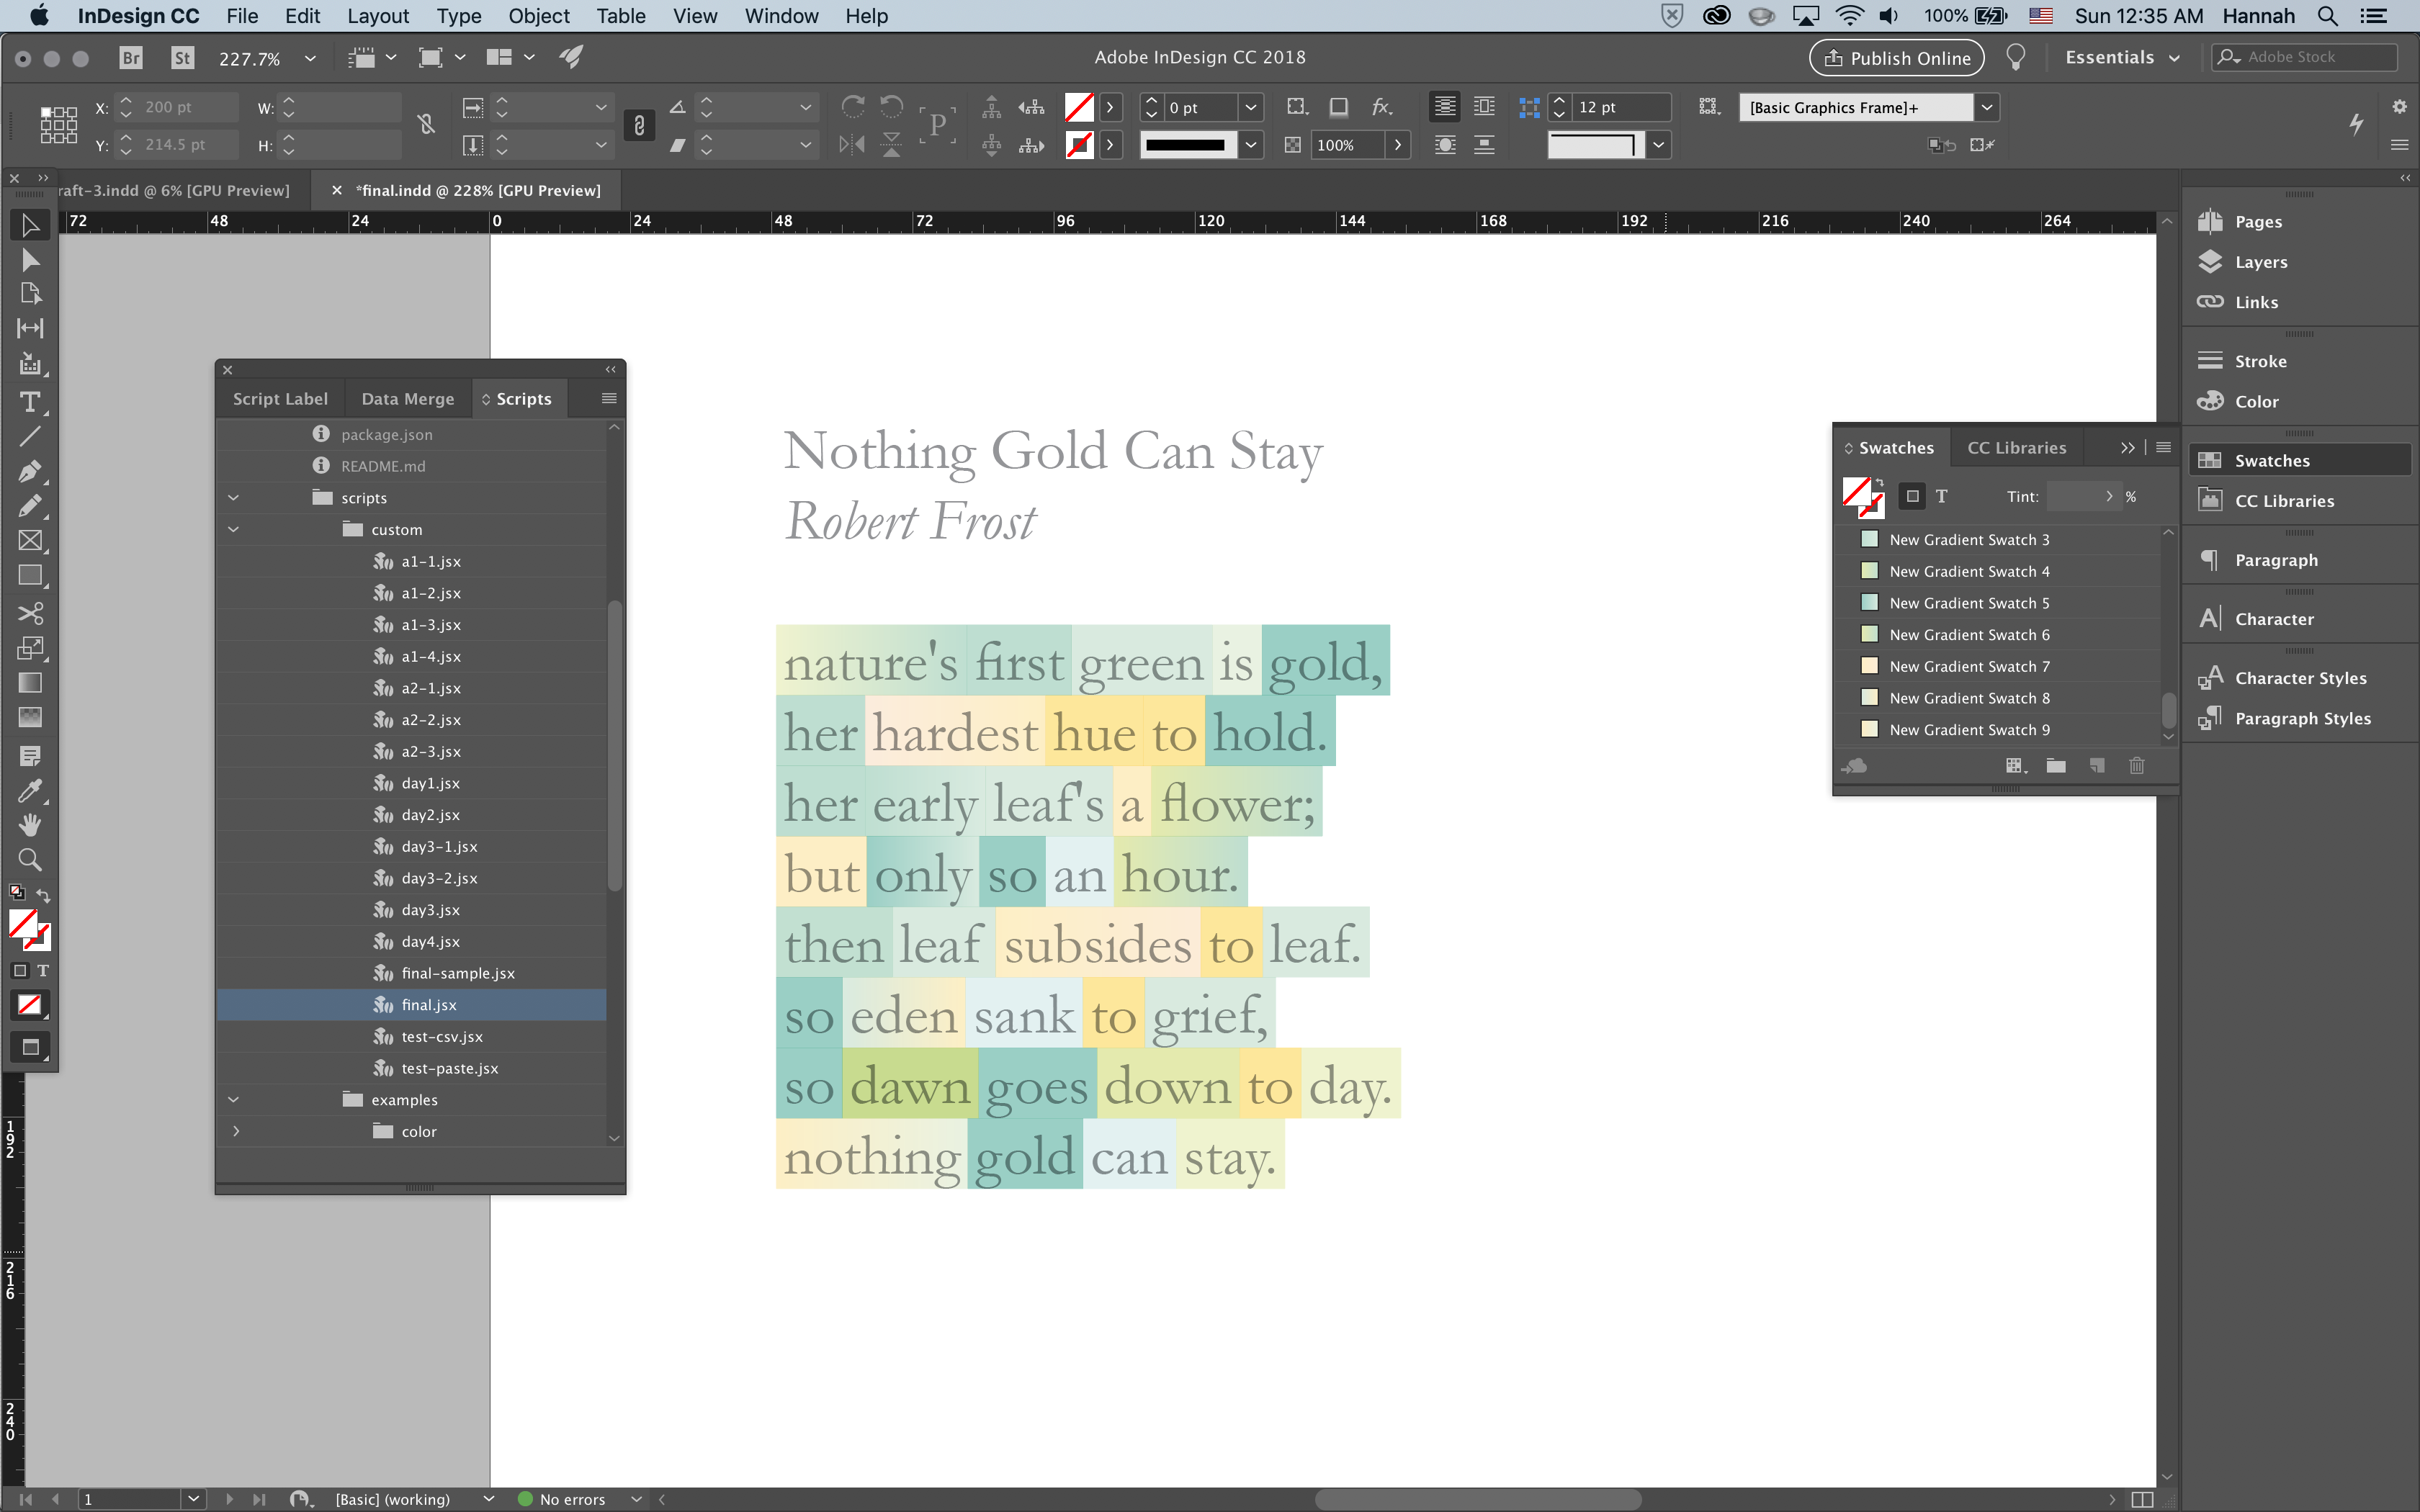 InDesign CC File Edit Layout Type Object Table View Window Help 100% Sun 12:35 AM Hannah
Br St 227.7% Adobe InDesign CC 2018 Publish Online Essentials Adobe Stock
X: 200 pt W: 0 pt fx. 12 pt [Basic Graphics Frame]+
Y: 214.5 pt H: P 100%
raft-3.indd @ 6% [GPU Preview] *final.indd @ 228% [GPU Preview]
72 48 24 0 24 48 72 96 120 144 168 192 216 240 264
Script Label Data Merge Scripts
package.json
README.md
scripts
custom
a1-1.jsx
a1-2.jsx
a1-3.jsx
a1-4.jsx
a2-1.jsx
a2-2.jsx
a2-3.jsx
day1.jsx
day2.jsx
day3-1.jsx
day3-2.jsx
day3.jsx
day4.jsx
final-sample.jsx
final.jsx
test-csv.jsx
test-paste.jsx
examples
color
Nothing Gold Can Stay
Robert Frost
nature's first green is gold,
her hardest hue to hold.
her early leaf's a flower;
but only so an hour.
then leaf subsides to leaf.
so eden sank to grief,
so dawn goes down to day.
nothing gold can stay.
Swatches CC Libraries
T Tint: %
New Gradient Swatch 3
New Gradient Swatch 4
New Gradient Swatch 5
New Gradient Swatch 6
New Gradient Swatch 7
New Gradient Swatch 8
New Gradient Swatch 9
Pages
Layers
Links
Stroke
Color
Swatches
CC Libraries
Paragraph
Character
Character Styles
Paragraph Styles
192
216
240
1 [Basic] (working) No errors